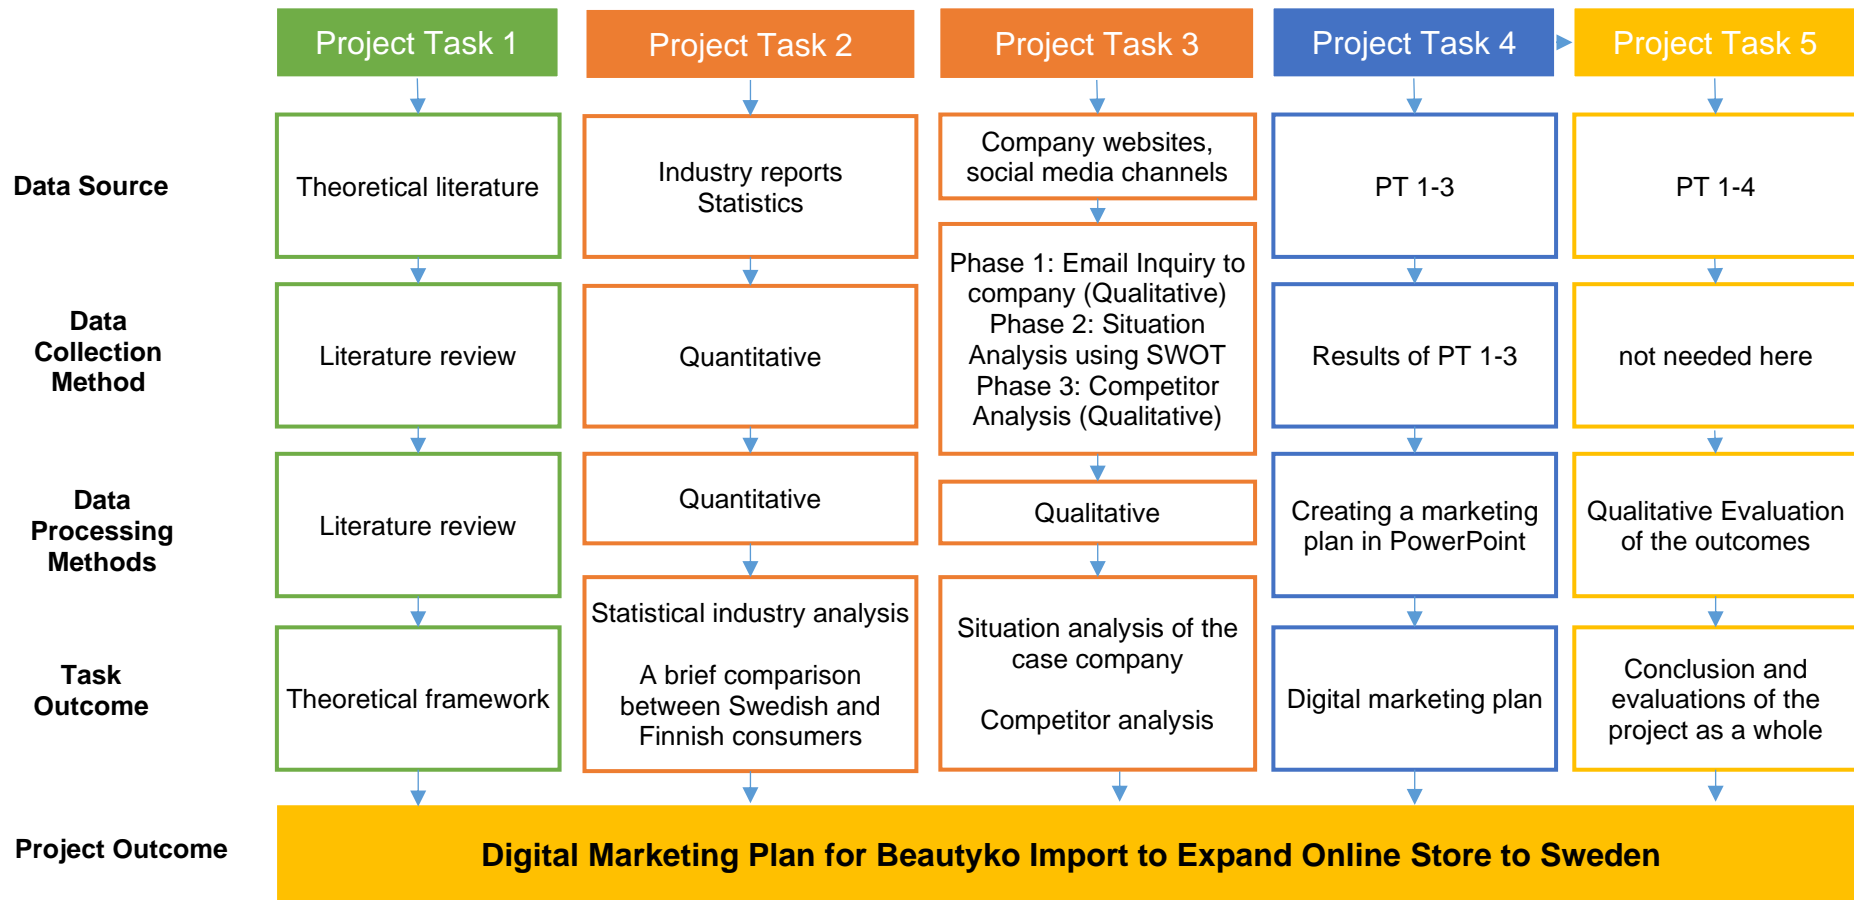 Project Task 1
Project Task 2
Project Task 3
Project Task 4
Project Task 5
Data Source
Theoretical literature
Industry reports
Statistics
Company websites,
social media channels
PT 1-3
PT 1-4
Data
Collection
Method
Literature review
Quantitative
Phase 1: Email Inquiry to
company (Qualitative)
Phase 2: Situation
Analysis using SWOT
Phase 3: Competitor
Analysis (Qualitative)
Results of PT 1-3
not needed here
Data
Processing
Methods
Literature review
Quantitative
Qualitative
Creating a marketing
plan in PowerPoint
Qualitative Evaluation
of the outcomes
Task
Outcome
Theoretical framework
Statistical industry analysis
A brief comparison
between Swedish and
Finnish consumers
Situation analysis of the
case company
Competitor analysis
Digital marketing plan
Conclusion and
evaluations of the
project as a whole
Project Outcome
Digital Marketing Plan for Beautyko Import to Expand Online Store to Sweden